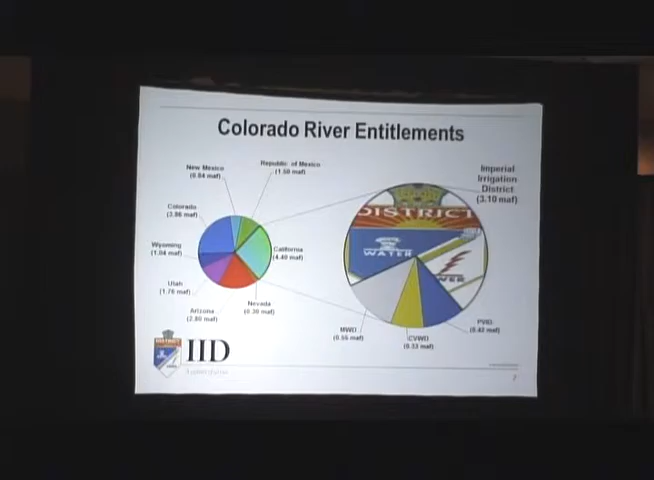 Colorado River Entitlements
New Mexico
(0.84 maf)
Republic of Mexico
(1.50 maf)
Imperial
Irrigation
District
(3.10 maf)
Colorado
(3.86 maf)
DISTRICT
Wyoming
(1.04 maf)
California
(4.40 maf)
WATER
Utah
(1.70 maf)
Nevada
(0.30 maf)
Arizona
(2.80 maf)
PVID
(0.42 maf)
MWD
(0.55 maf)
CVWD
(0.33 maf)
DISTRICT
IID
7